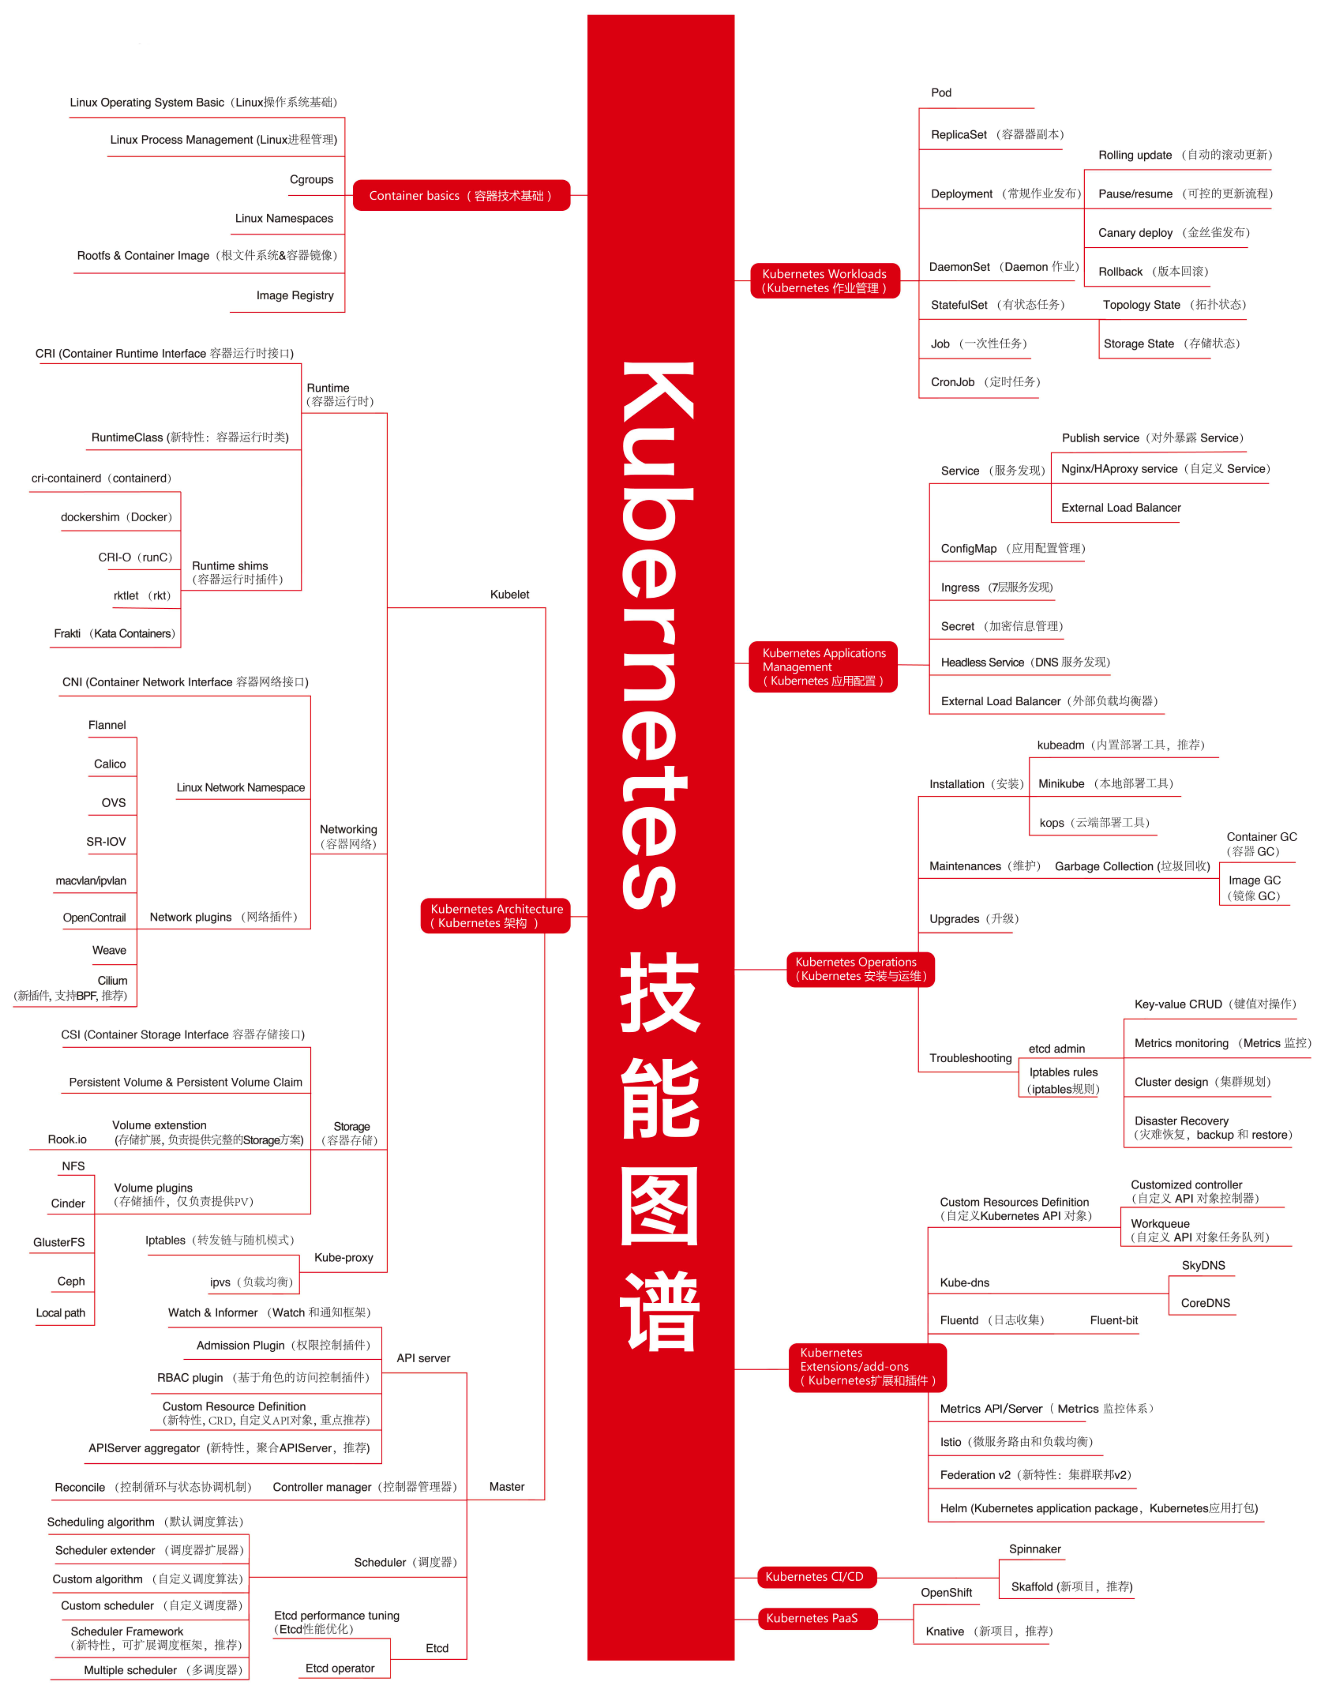 Kubernetes 技能图谱
Linux Operating System Basic（Linux操作系统基础）
Linux Process Management (Linux进程管理)
Cgroups
Linux Namespaces
Rootfs & Container Image（根文件系统&容器镜像）
Image Registry
Container basics（容器技术基础）
CRI (Container Runtime Interface 容器运行时接口)
Runtime
（容器运行时）
RuntimeClass (新特性：容器运行时类)
cri-containerd（containerd）
dockershim（Docker）
CRI-O（runC）
rktlet （rkt）
Frakti （Kata Containers）
Runtime shims
（容器运行时插件）
Kubelet
CNI (Container Network Interface 容器网络接口)
Flannel
Calico
OVS
SR-IOV
macvlan/ipvlan
OpenContrail
Weave
Cilium
（新插件, 支持BPF, 推荐）
Linux Network Namespace
Networking
（容器网络）
Network plugins （网络插件）
Kubernetes Architecture
（ Kubernetes 架构 ）
CSI (Container Storage Interface 容器存储接口)
Persistent Volume & Persistent Volume Claim
Volume extenstion
(存储扩展, 负责提供完整的Storage方案)
Rook.io
Storage
（容器存储）
NFS
Cinder
GlusterFS
Ceph
Local path
Volume plugins
（存储插件，仅负责提供PV）
Iptables（转发链与随机模式）
ipvs（负载均衡）
Kube-proxy
Watch & Informer （Watch 和通知框架）
Admission Plugin（权限控制插件）
API server
RBAC plugin （基于角色的访问控制插件）
Custom Resource Definition
（新特性, CRD, 自定义API对象, 重点推荐）
APIServer aggregator (新特性，聚合APIServer，推荐)
Reconcile （控制循环与状态协调机制）
Controller manager（控制器管理器）
Master
Scheduling algorithm （默认调度算法）
Scheduler extender （调度器扩展器）
Custom algorithm （自定义调度算法）
Custom scheduler（自定义调度器）
Scheduler Framework
（新特性，可扩展调度框架，推荐）
Multiple scheduler （多调度器）
Scheduler（调度器）
Etcd performance tuning
（Etcd性能优化）
Etcd operator
Etcd
Pod
ReplicaSet （容器器副本）
Deployment （常规作业发布）
Rolling update （自动的滚动更新）
Pause/resume （可控的更新流程）
Canary deploy （金丝雀发布）
Rollback （版本回滚）
DaemonSet （Daemon 作业）
Kubernetes Workloads
（Kubernetes 作业管理 ）
StatefulSet （有状态任务）
Topology State （拓扑状态）
Storage State （存储状态）
Job （一次性任务）
CronJob （定时任务）
Service （服务发现）
Publish service（对外暴露 Service）
Nginx/HAproxy service（自定义 Service）
External Load Balancer
ConfigMap （应用配置管理）
Ingress （7层服务发现）
Secret （加密信息管理）
Kubernetes Applications
Management
（ Kubernetes 应用配置 ）
Headless Service（DNS 服务发现）
External Load Balancer（外部负载均衡器）
Installation（安装）
kubeadm（内置部署工具，推荐）
Minikube （本地部署工具）
kops（云端部署工具）
Maintenances（维护）
Garbage Collection (垃圾回收)
Container GC
（容器 GC）
Image GC
（镜像 GC）
Upgrades（升级）
Kubernetes Operations
（Kubernetes 安装与运维）
Troubleshooting
etcd admin
Iptables rules
（iptables规则）
Key-value CRUD（键值对操作）
Metrics monitoring （Metrics 监控）
Cluster design（集群规划）
Disaster Recovery
（灾难恢复，backup 和 restore）
Custom Resources Definition
（自定义Kubernetes API 对象）
Customized controller
（自定义 API 对象控制器）
Workqueue
（自定义 API 对象任务队列）
Kube-dns
SkyDNS
CoreDNS
Fluentd （日志收集）
Fluent-bit
Kubernetes
Extensions/add-ons
（ Kubernetes扩展和插件 ）
Metrics API/Server（ Metrics 监控体系）
Istio（微服务路由和负载均衡）
Federation v2（新特性：集群联邦v2）
Helm (Kubernetes application package，Kubernetes应用打包)
Kubernetes CI/CD
Spinnaker
Skaffold (新项目，推荐)
Kubernetes PaaS
OpenShift
Knative （新项目，推荐）